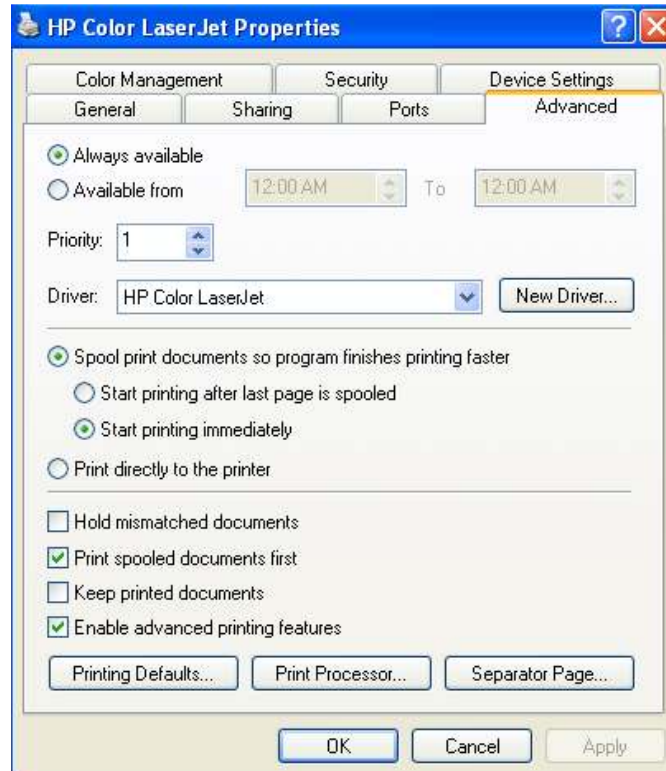 HP Color LaserJet Properties
?
Color Management Security Device Settings
General Sharing Ports Advanced
Always available
Available from 12:00 AM To 12:00 AM
Priority: 1
Driver: HP Color LaserJet New Driver...
Spool print documents so program finishes printing faster
Start printing after last page is spooled
Start printing immediately
Print directly to the printer
Hold mismatched documents
Print spooled documents first
Keep printed documents
Enable advanced printing features
Printing Defaults... Print Processor... Separator Page...
OK Cancel Apply